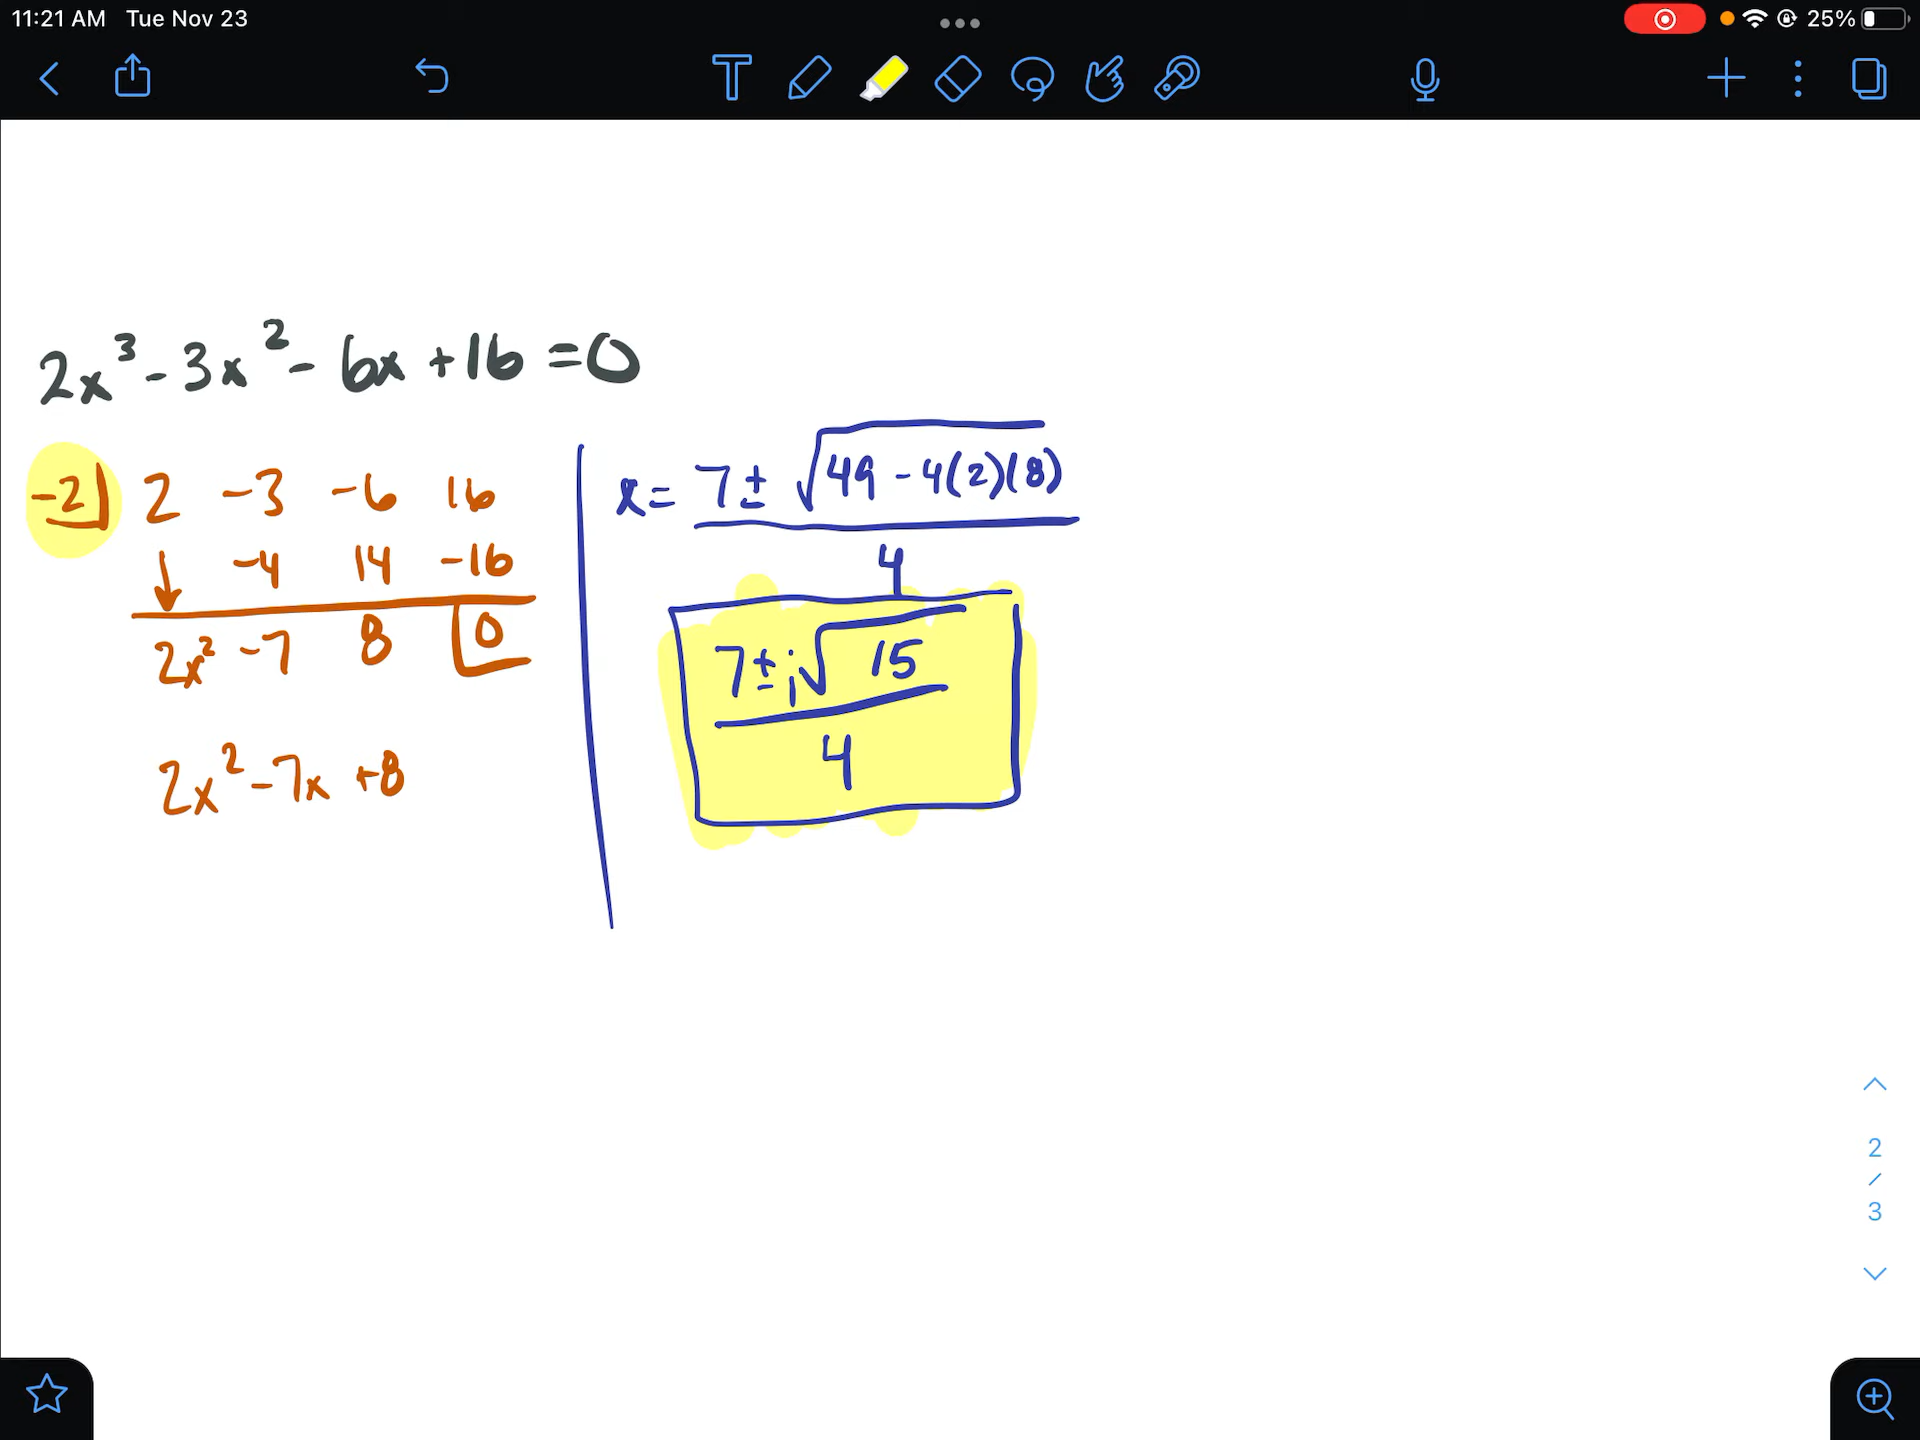 11:21 AM Tue Nov 23
25%
2x³ - 3x² - 6x + 16 = 0
-2 2 -3 -6 16
-4 14 -16
2x² -7 8 0
2x² - 7x + 8
x = 7 ± √49 - 4(2)(8)
4
7 ± i√15
4
2
/
3